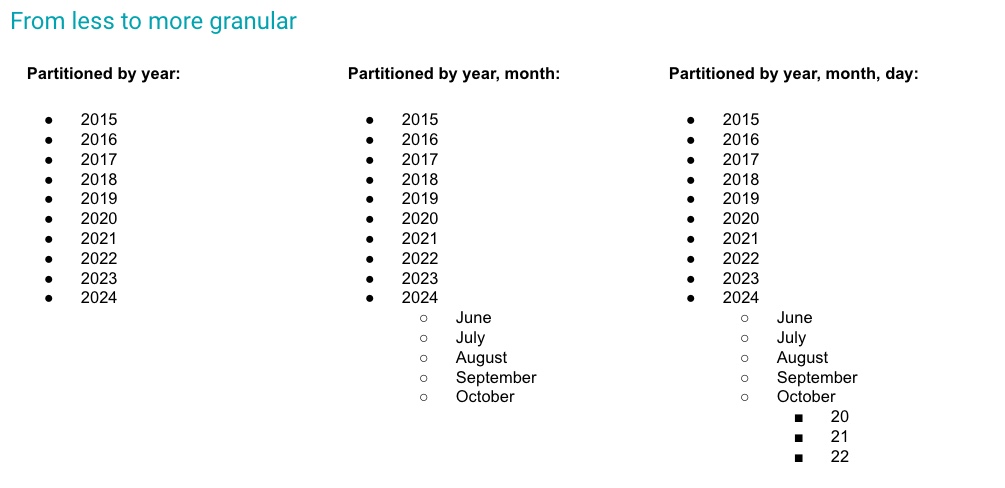 From less to more granular
Partitioned by year:
● 2015
● 2016
● 2017
● 2018
● 2019
● 2020
● 2021
● 2022
● 2023
● 2024
Partitioned by year, month:
● 2015
● 2016
● 2017
● 2018
● 2019
● 2020
● 2021
● 2022
● 2023
● 2024
○ June
○ July
○ August
○ September
○ October
Partitioned by year, month, day:
● 2015
● 2016
● 2017
● 2018
● 2019
● 2020
● 2021
● 2022
● 2023
● 2024
○ June
○ July
○ August
○ September
○ October
■ 20
■ 21
■ 22